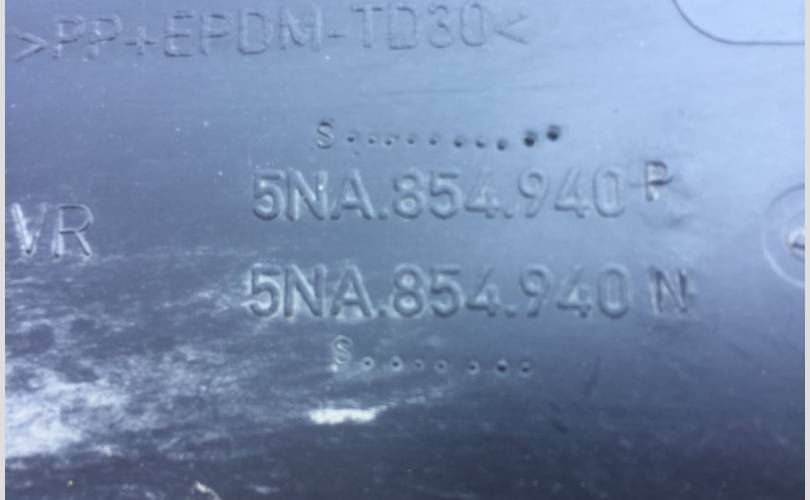 >PP+EPDM-TD30<
S..........
5NA.854.940 P
VR
5NA.854.940 N
S........